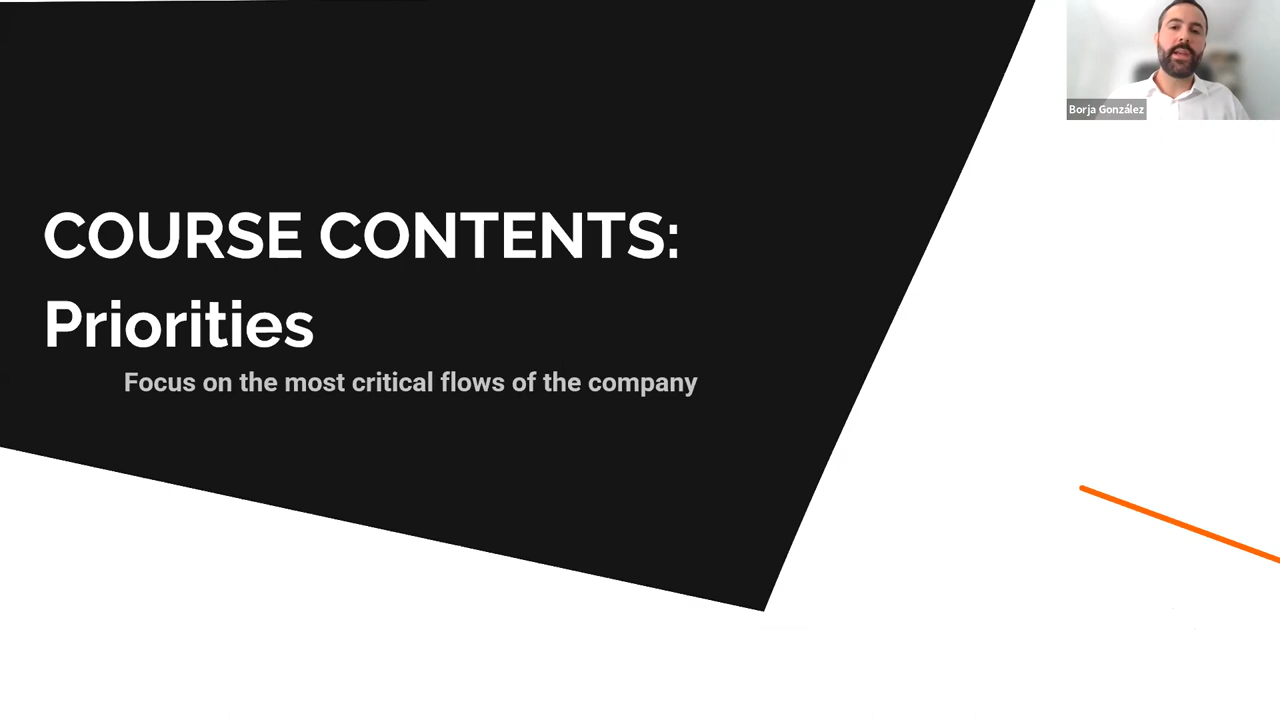 COURSE CONTENTS:
Priorities
Focus on the most critical flows of the company
Borja González